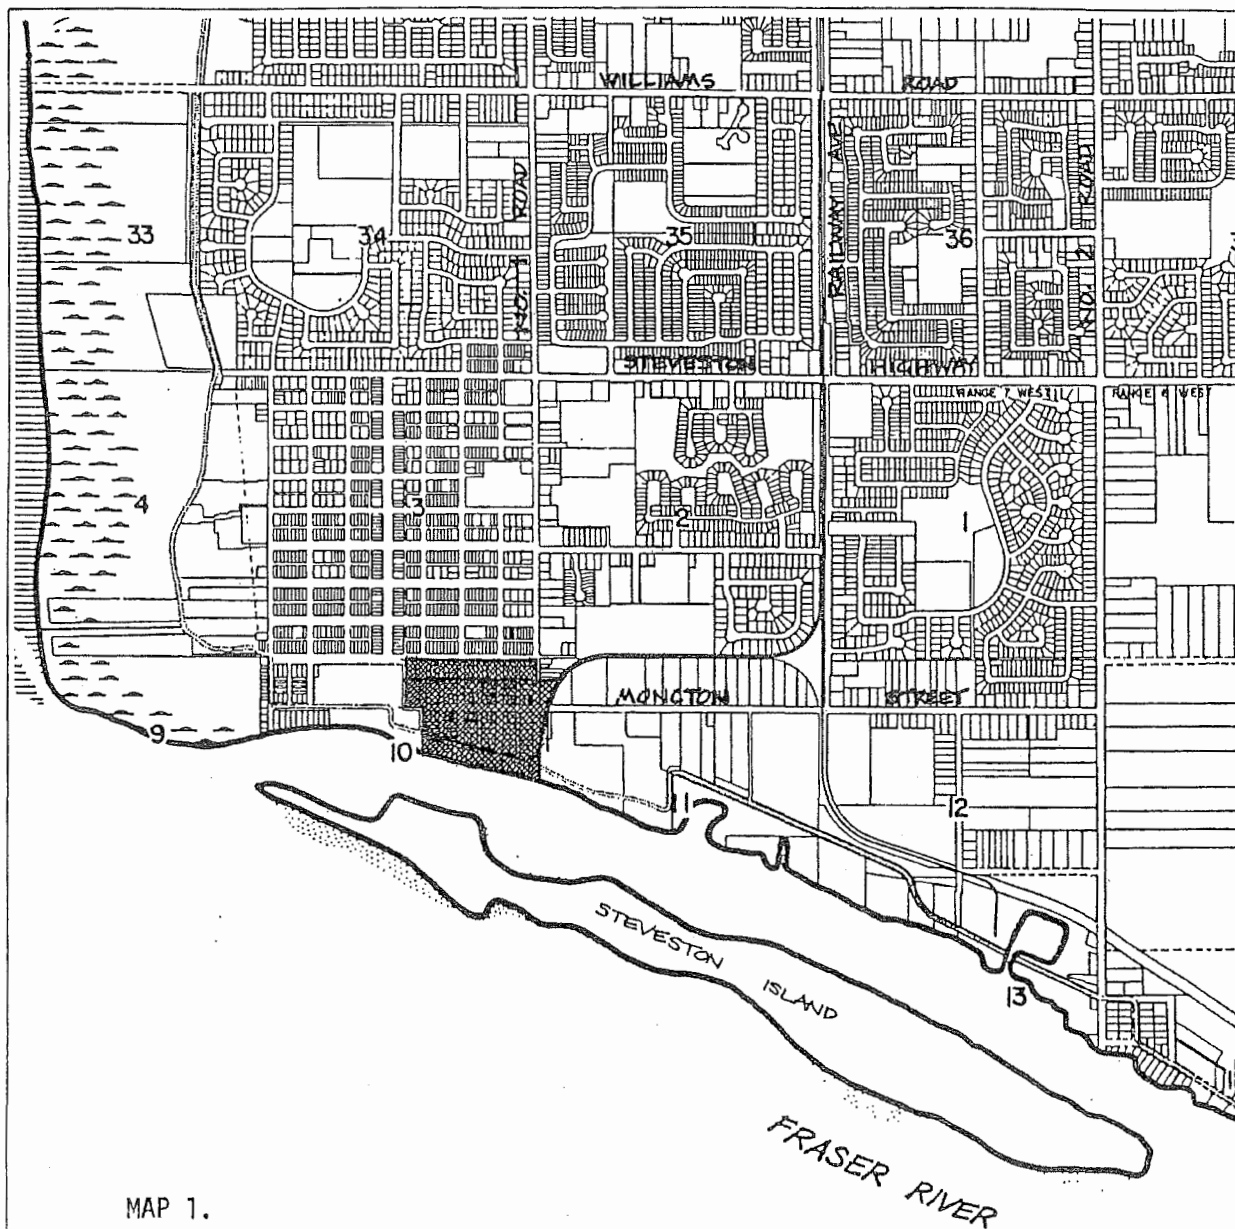 WILLIAMS ROAD
33
34
NO. 1 ROAD
35
RAILWAY AVE
36
NO. 2 ROAD
3
STEVESTON HIGHWAY
RANGE 7 WEST
RANGE 6 WEST
4
3
2
1
MONCTON STREET
9
10
11
12
STEVESTON ISLAND
13
FRASER RIVER
MAP 1.